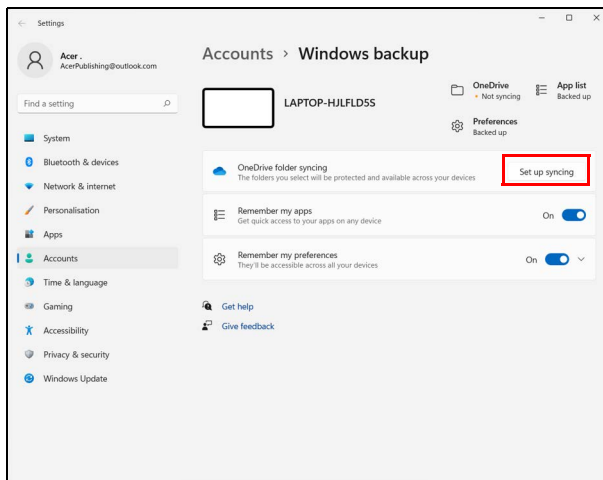 Settings
Acer .
AcerPublishing@outlook.com
Find a setting
System
Bluetooth & devices
Network & internet
Personalisation
Apps
Accounts
Time & language
Gaming
Accessibility
Privacy & security
Windows Update
Accounts > Windows backup
LAPTOP-HJLFLD5S
OneDrive
• Not syncing
App list
Backed up
Preferences
Backed up
OneDrive folder syncing
The folders you select will be protected and available across your devices
Set up syncing
Remember my apps
Get quick access to your apps on any device
On
Remember my preferences
They'll be accessible across all your devices
On
Get help
Give feedback